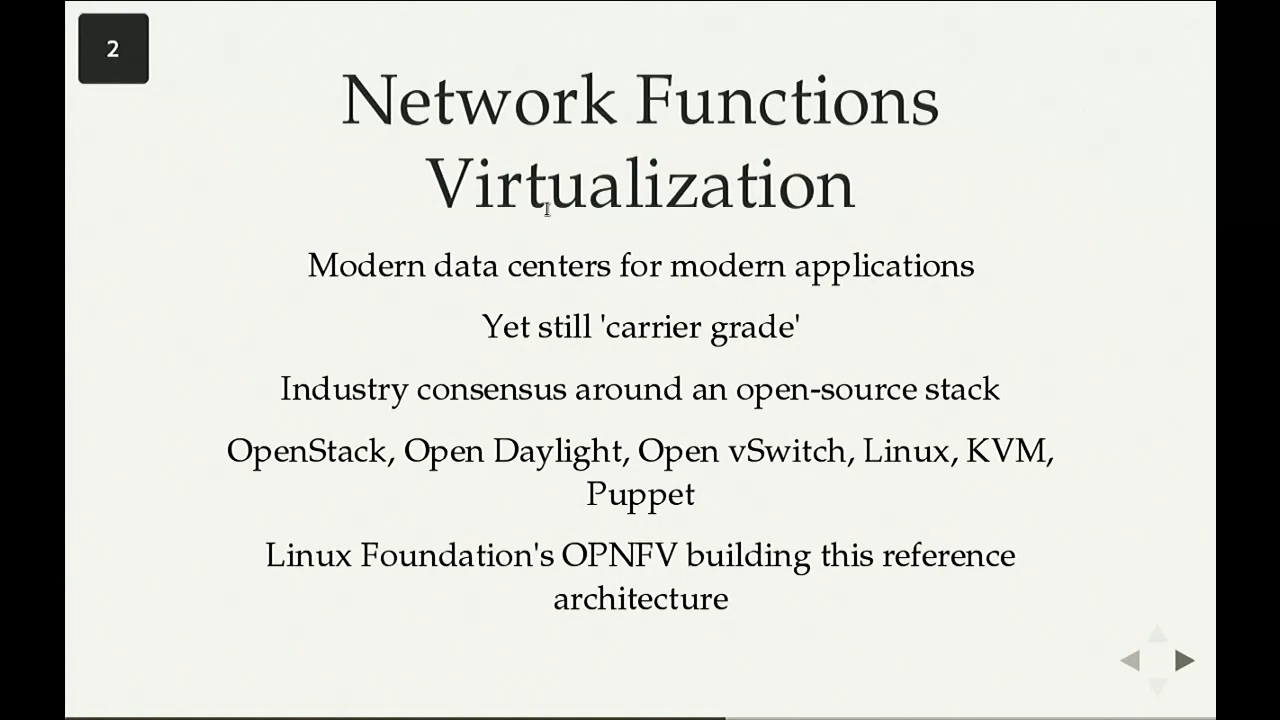 2
Network Functions
Virtualization
Modern data centers for modern applications
Yet still 'carrier grade'
Industry consensus around an open-source stack
OpenStack, Open Daylight, Open vSwitch, Linux, KVM,
Puppet
Linux Foundation's OPNFV building this reference
architecture